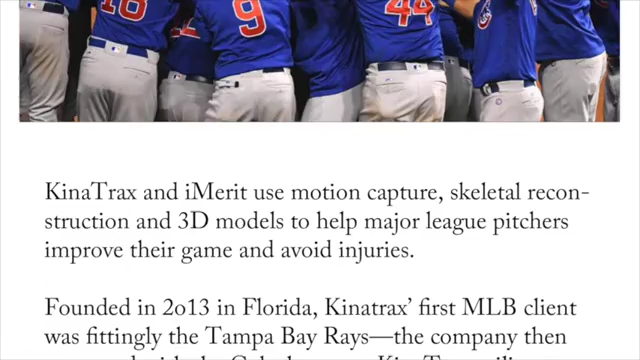 18
9
44
KinaTrax and iMerit use motion capture, skeletal recon-
struction and 3D models to help major league pitchers
improve their game and avoid injuries.
Founded in 2013 in Florida, Kinatrax’ first MLB client
was fittingly the Tampa Bay Rays—the company then